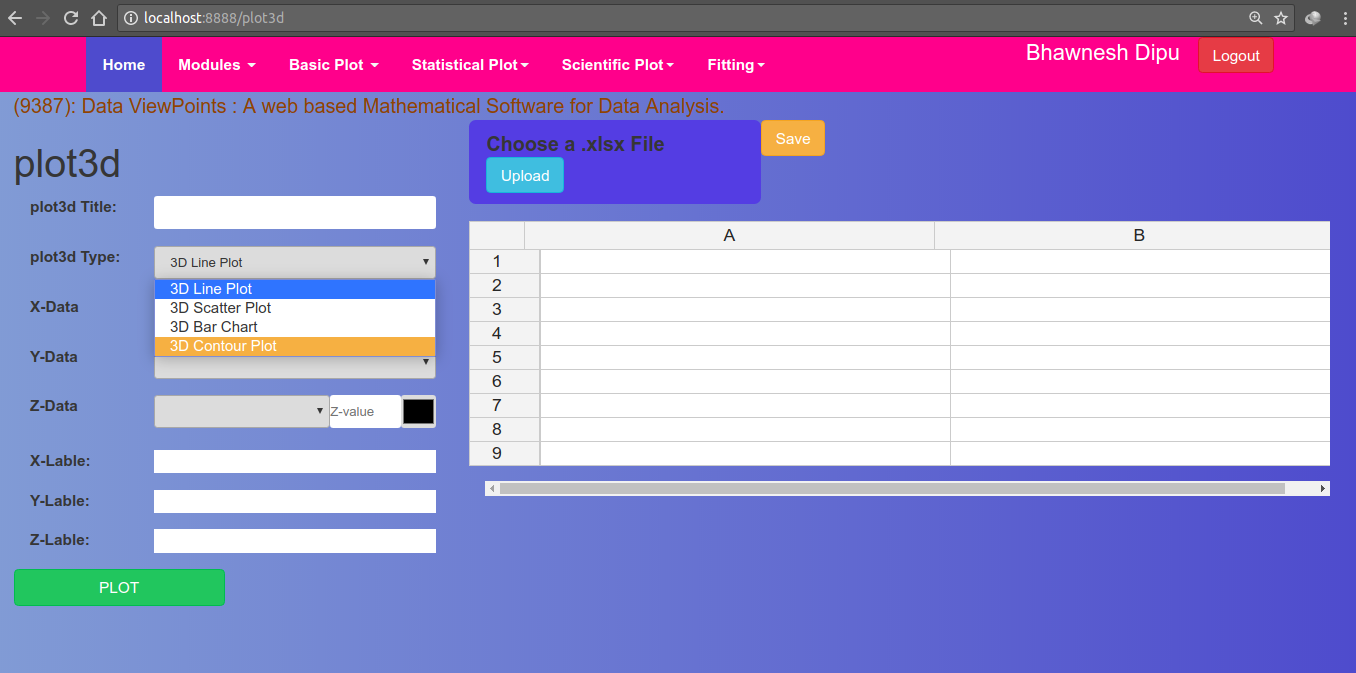 localhost:8888/plot3d
Home Modules Basic Plot Statistical Plot Scientific Plot Fitting Bhawnesh Dipu Logout
(9387): Data ViewPoints : A web based Mathematical Software for Data Analysis.
plot3d
plot3d Title:
plot3d Type: 3D Line Plot
3D Line Plot
3D Scatter Plot
3D Bar Chart
3D Contour Plot
X-Data
Y-Data
Z-Data Z-value
X-Lable:
Y-Lable:
Z-Lable:
PLOT
Choose a .xlsx File
Upload
Save
A B
1
2
3
4
5
6
7
8
9